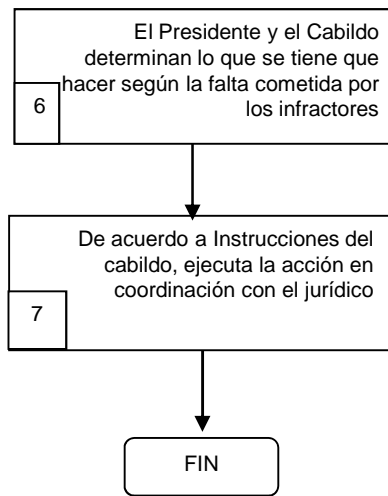 El Presidente y el Cabildo
determinan lo que se tiene que
hacer según la falta cometida por
los infractores
6
De acuerdo a Instrucciones del
cabildo, ejecuta la acción en
coordinación con el jurídico
7
FIN